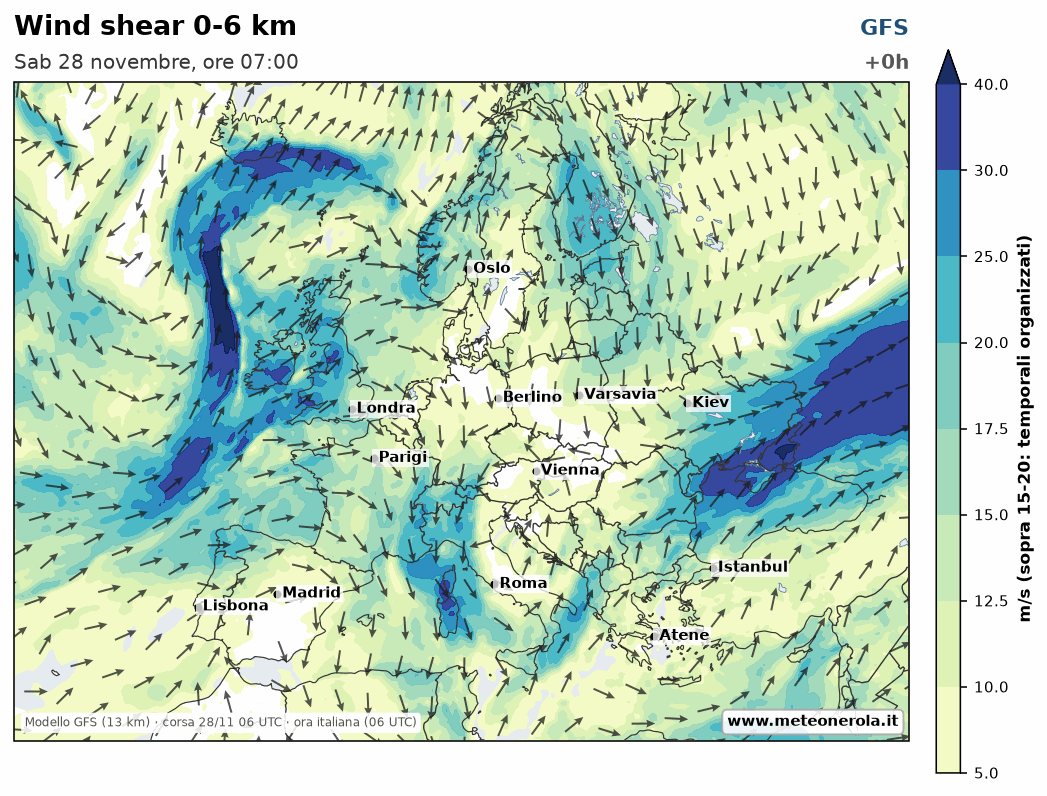 Wind shear 0-6 km
GFS
Sab 28 novembre, ore 07:00
+0h
40.0
30.0
25.0
20.0
17.5
15.0
12.5
10.0
5.0
m/s (sopra 15-20: temporali organizzati)
Oslo
Londra
Berlino
Varsavia
Kiev
Parigi
Vienna
Istanbul
Roma
Madrid
Lisbona
Atene
Modello GFS (13 km) · corsa 28/11 06 UTC · ora italiana (06 UTC)
www.meteonerola.it